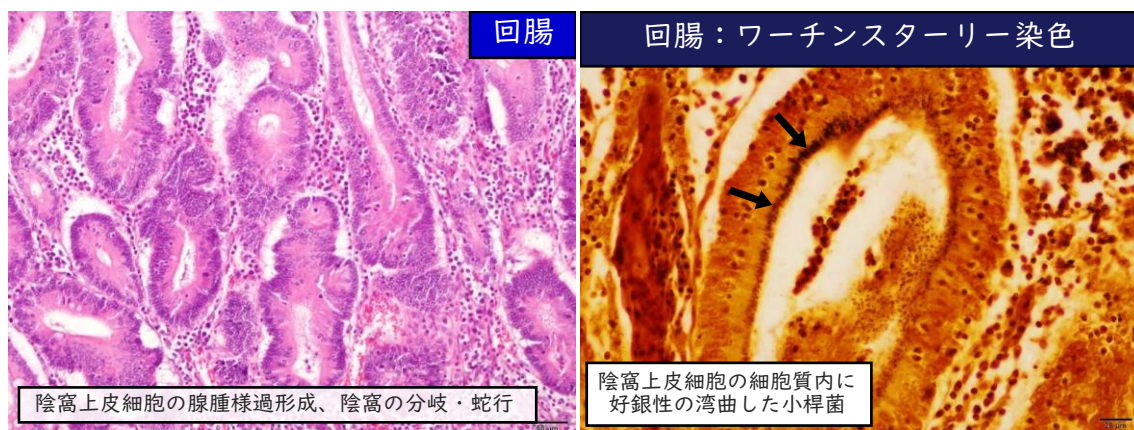 回腸
陰窩上皮細胞の腺腫様過形成、陰窩の分岐・蛇行
回腸：ワーチンスターリー染色
陰窩上皮細胞の細胞質内に
好銀性の湾曲した小桿菌